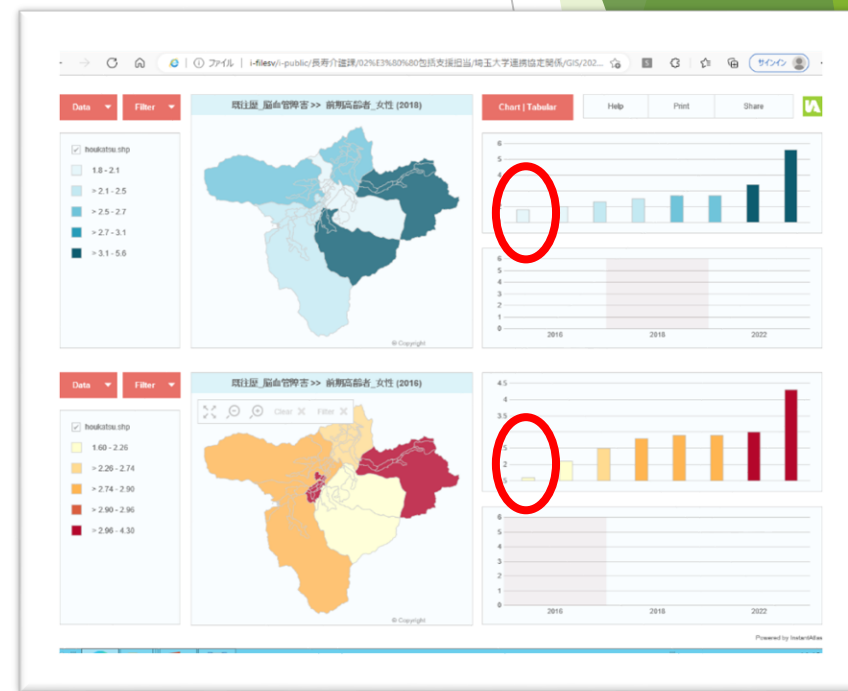 ファイル | i-filesv/i-public/長寿介護課/02%E3%80%80包括支援担当/埼玉大学連携協定関係/GIS/202...
サインイン
Data
Filter
既往歴_脳血管障害 >> 前期高齢者_女性 (2018)
Chart | Tabular
Help
Print
Share
houkatsu.shp
1.8 - 2.1
> 2.1 - 2.5
> 2.5 - 2.7
> 2.7 - 3.1
> 3.1 - 5.6
© Copyright
6
5
4
6
5
4
3
2
1
0
2016
2018
2022
Data
Filter
既往歴_脳血管障害 >> 前期高齢者_女性 (2016)
Clear
Filter
houkatsu.shp
1.60 - 2.26
> 2.26 - 2.74
> 2.74 - 2.90
> 2.90 - 2.96
> 2.96 - 4.30
© Copyright
4.5
4
3.5
2
6
5
4
3
2
1
0
2016
2018
2022
Powered by InstantAtlas